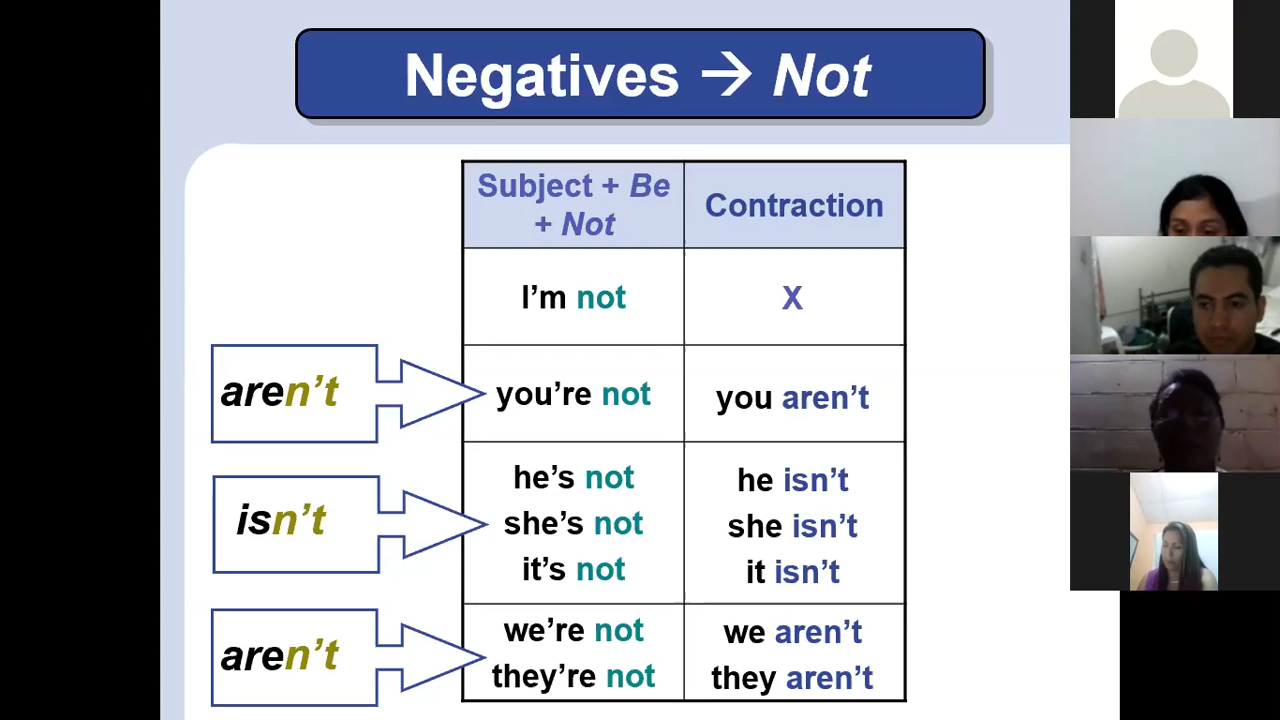 Negatives → Not
Subject + Be
+ Not
Contraction
I'm not
X
aren't
you're not
you aren't
isn't
he's not
she's not
it's not
he isn't
she isn't
it isn't
aren't
we're not
they're not
we aren't
they aren't